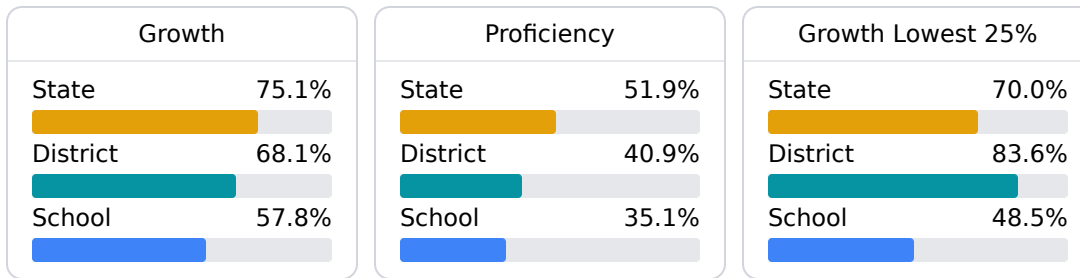 Growth
State 75.1%
District 68.1%
School 57.8%
Proficiency
State 51.9%
District 40.9%
School 35.1%
Growth Lowest 25%
State 70.0%
District 83.6%
School 48.5%